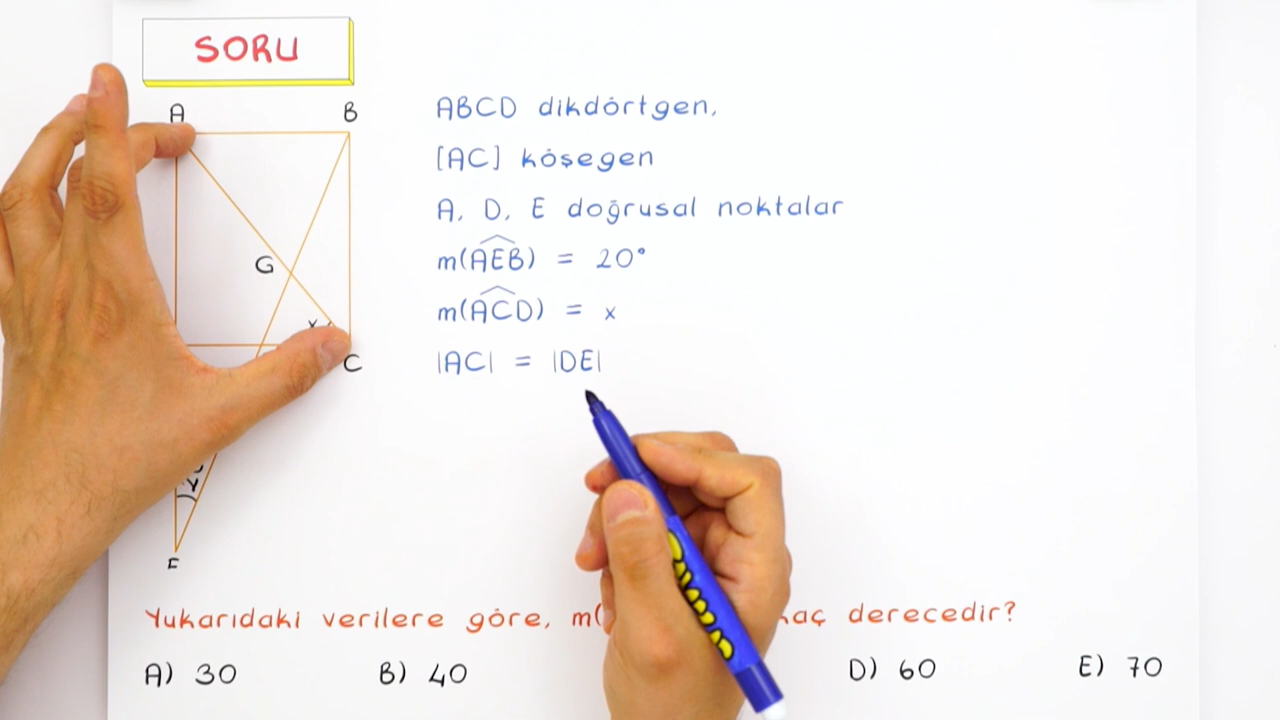 SORU
A B
G
x
C
E
ABCD dikdörtgen,
[AC] köşegen
A, D, E doğrusal noktalar
m(AEB) = 20°
m(ACD) = x
|AC| = |DE|
Yukarıdaki verilere göre, m( kaç derecedir?
A) 30 B) 40 D) 60 E) 70